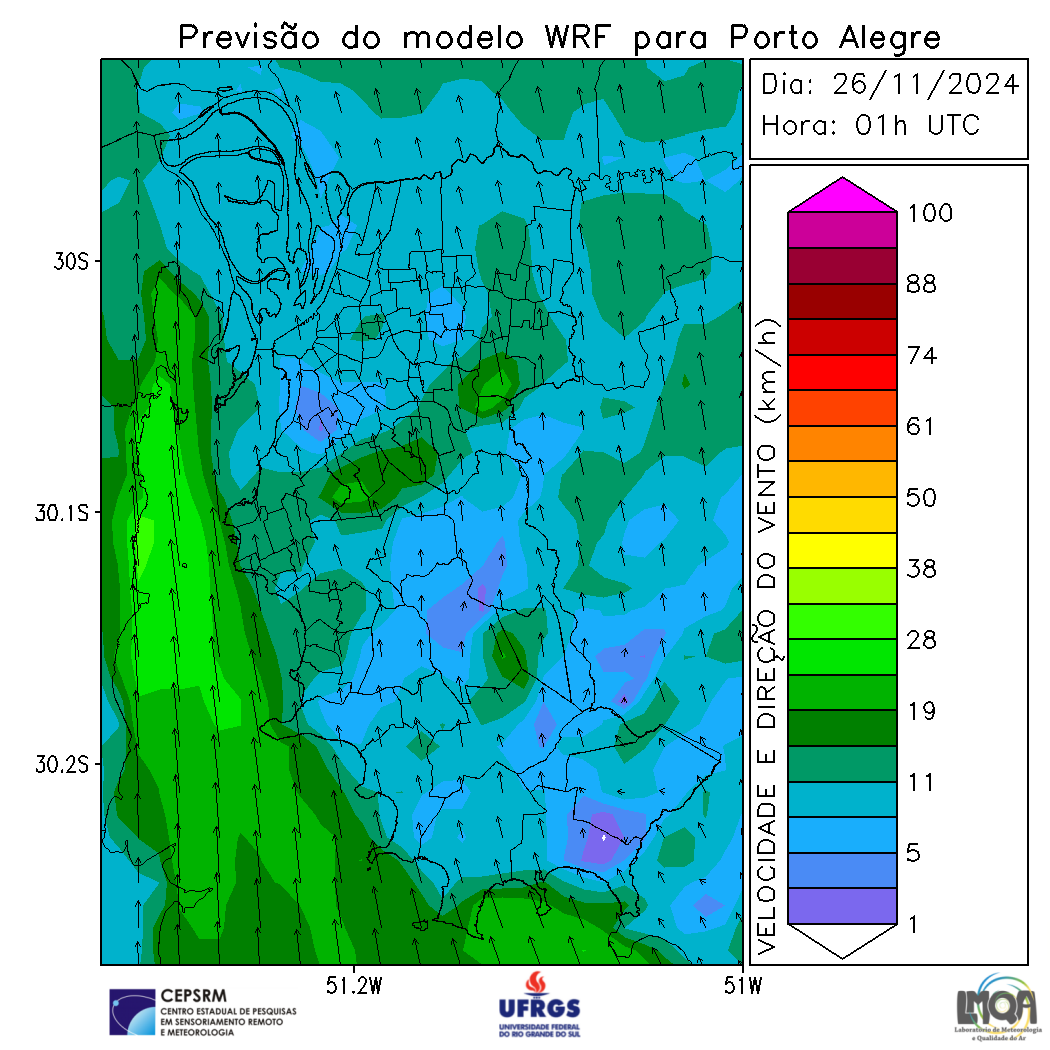 Previsão do modelo WRF para Porto Alegre
Dia: 26/11/2024
Hora: 01h UTC
30S
30.1S
30.2S
51.2W
51W
VELOCIDADE E DIREÇÃO DO VENTO (km/h)
100
88
74
61
50
38
28
19
11
5
1
CEPSRM
CENTRO ESTADUAL DE PESQUISAS
EM SENSORIAMENTO REMOTO
E METEOROLOGIA
UFRGS
UNIVERSIDADE FEDERAL
DO RIO GRANDE DO SUL
LMQA
Laboratório de Meteorologia
e Qualidade do Ar